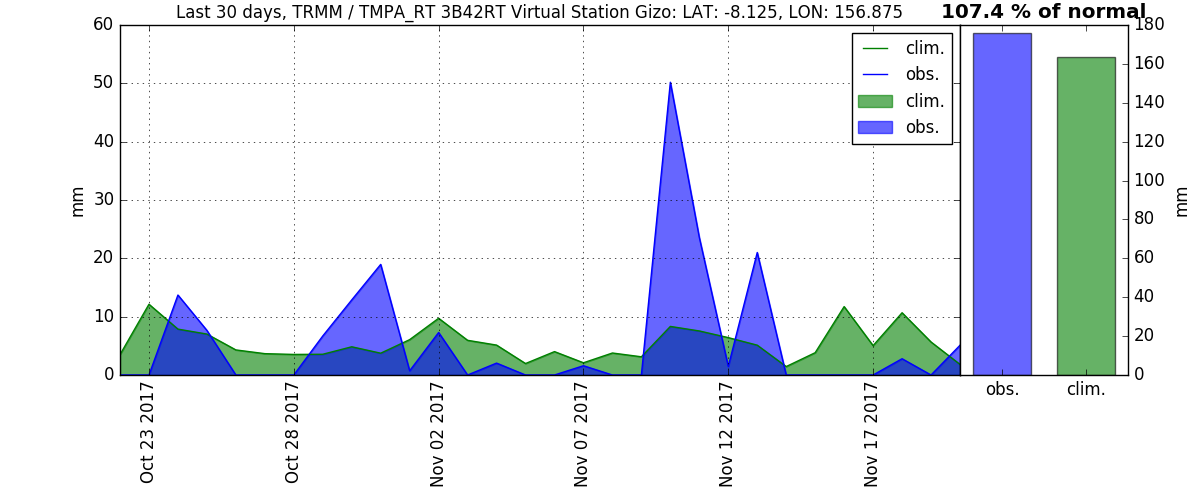 Last 30 days, TRMM / TMPA_RT 3B42RT Virtual Station Gizo: LAT: -8.125, LON: 156.875
107.4 % of normal
clim.
obs.
clim.
obs.
60
50
40
30
20
10
0
mm
Oct 23 2017
Oct 28 2017
Nov 02 2017
Nov 07 2017
Nov 12 2017
Nov 17 2017
180
160
140
120
100
80
60
40
20
0
mm
obs.
clim.